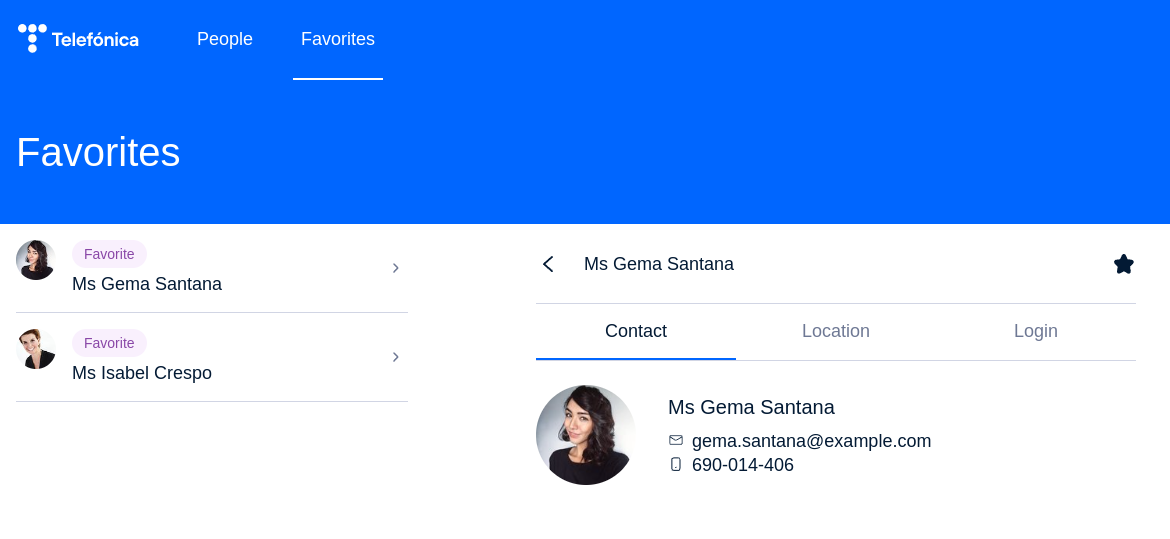 Telefónica
People
Favorites
Favorites
Favorite
Ms Gema Santana
Favorite
Ms Isabel Crespo
Ms Gema Santana
Contact
Location
Login
Ms Gema Santana
gema.santana@example.com
690-014-406